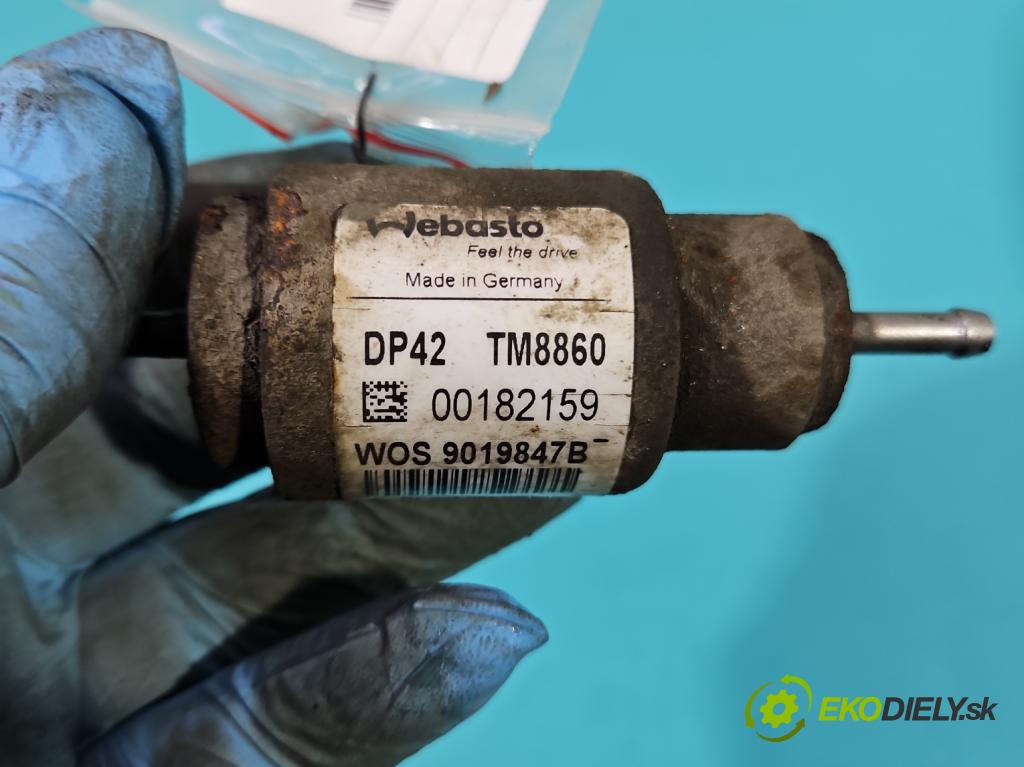 Webasto
Feel the drive
Made in Germany
DP42 TM8860
00182159
WOS 9019847B
EKODIELY.sk